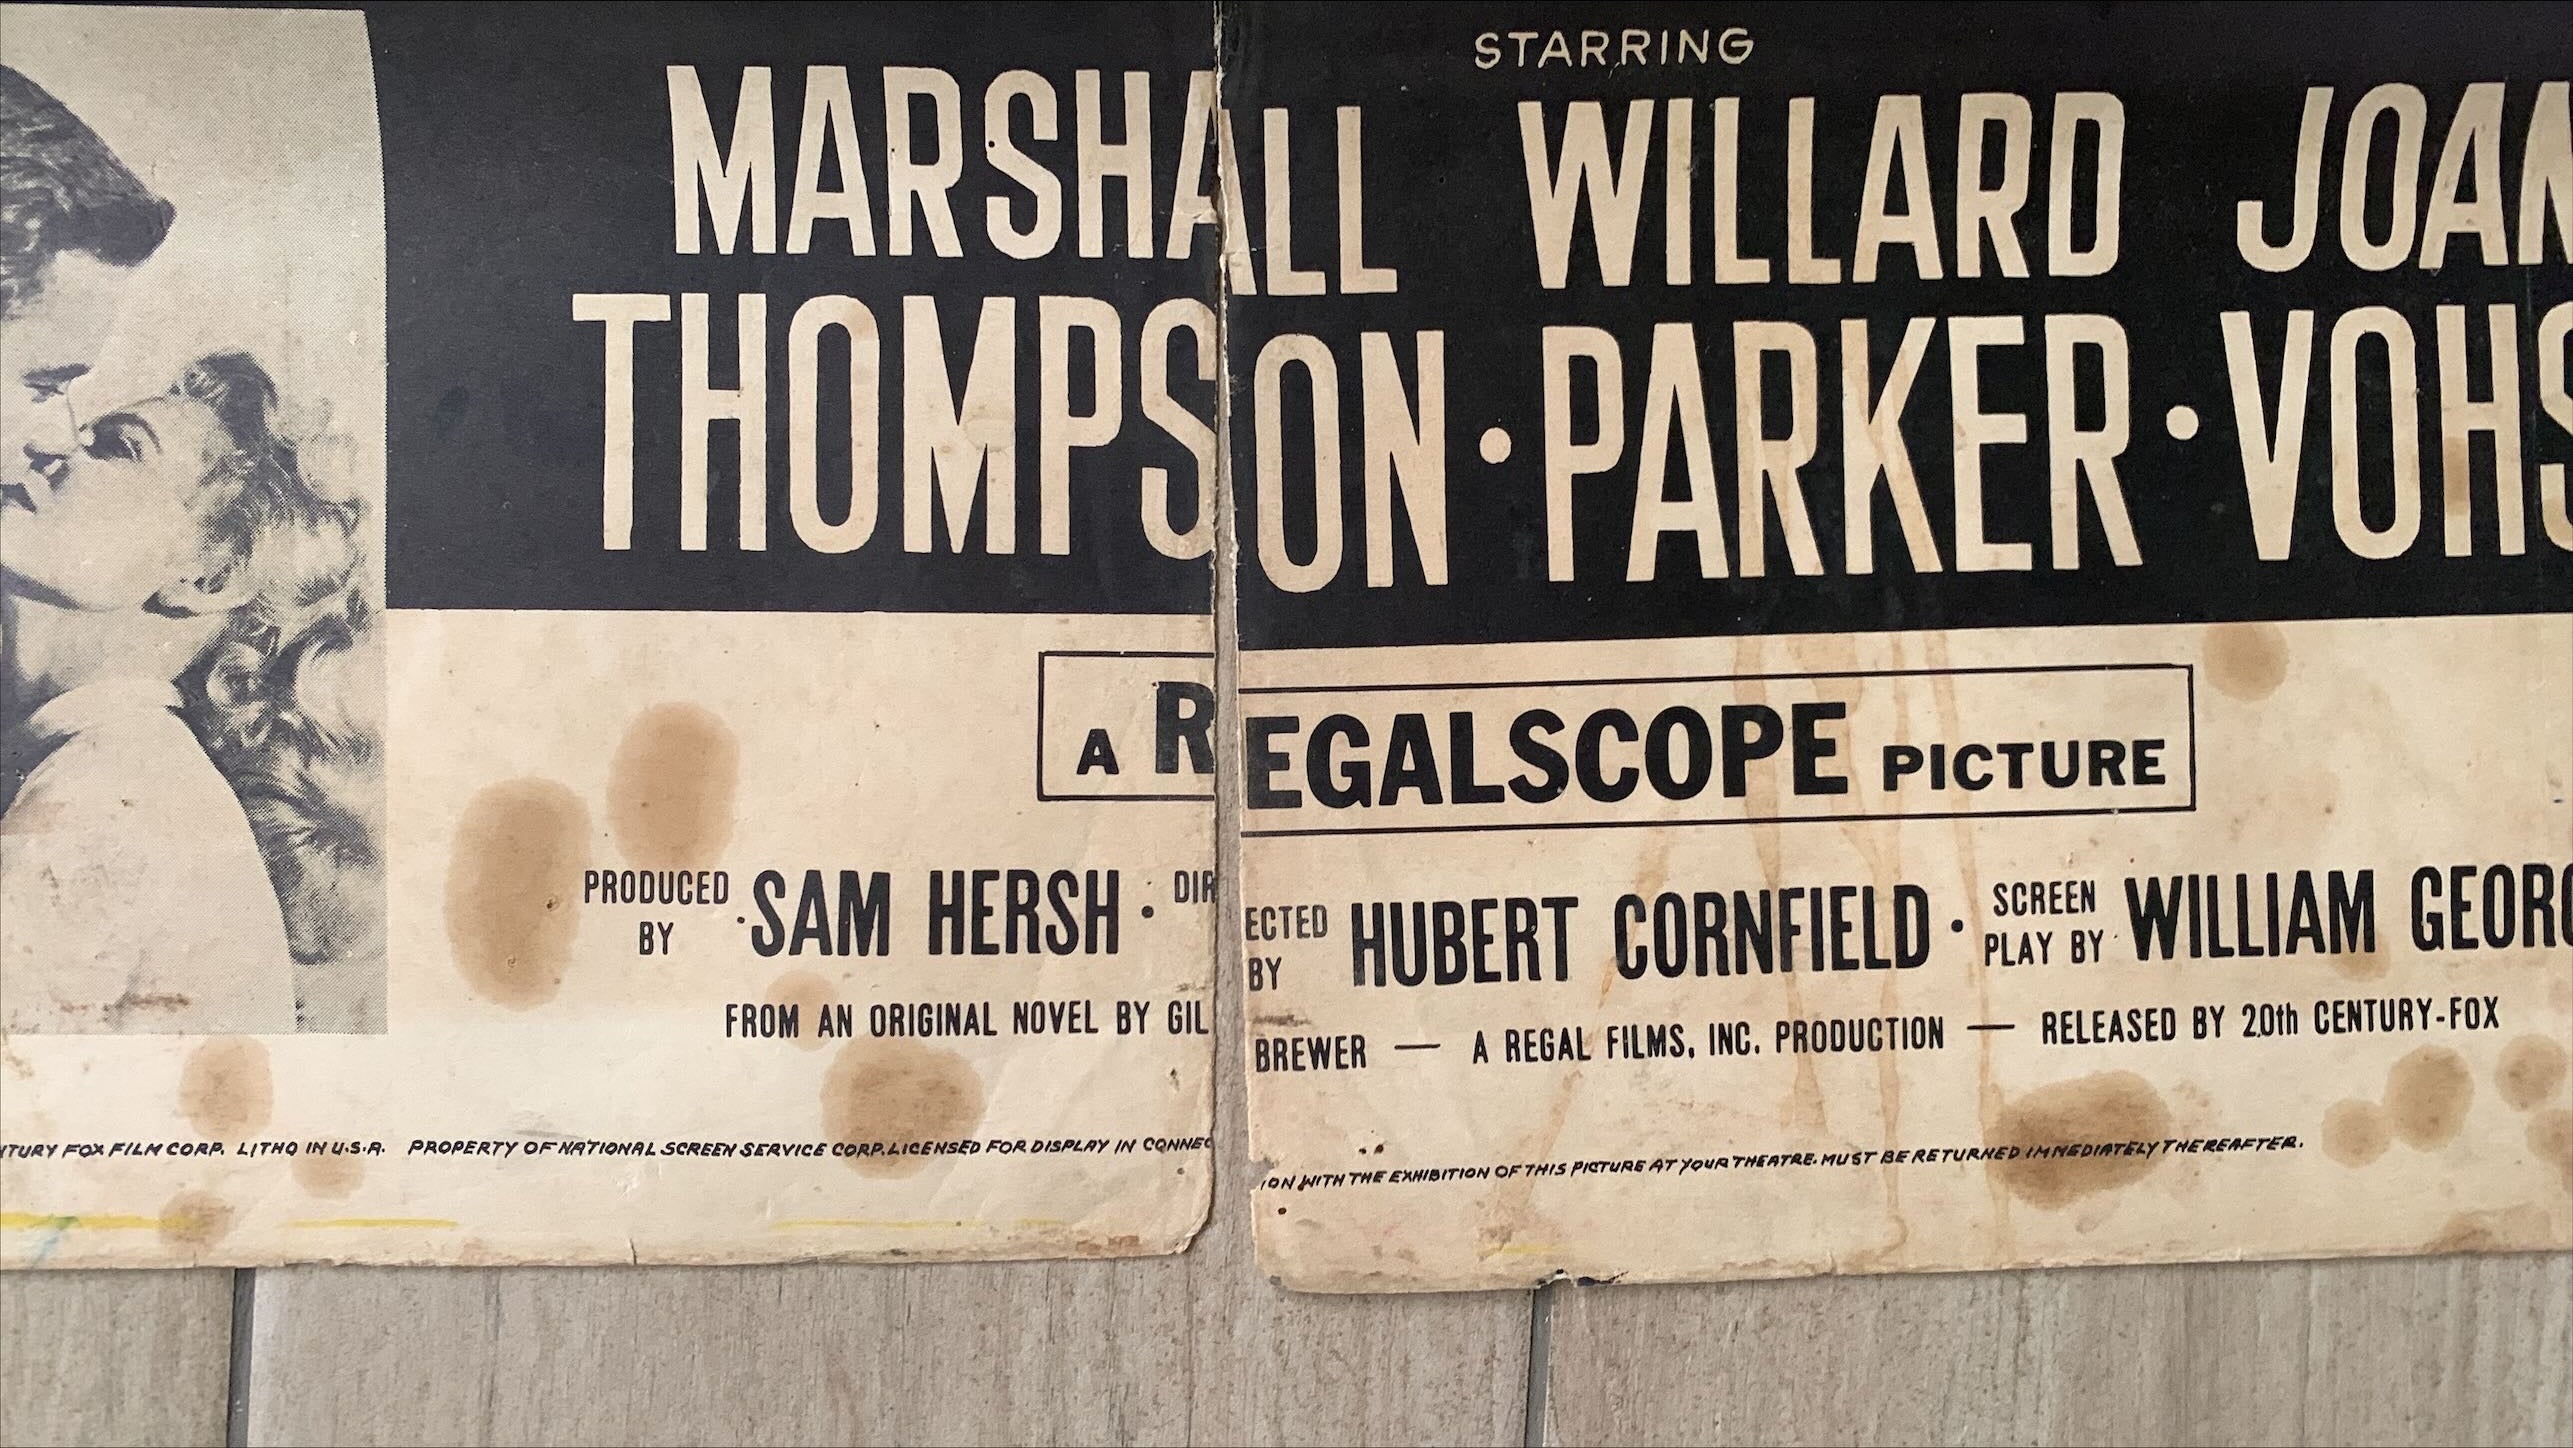 STARRING
MARSHALL WILLARD JOAN
THOMPSON • PARKER • VOHS
A REGALSCOPE PICTURE
PRODUCED BY SAM HERSH • DIRECTED BY HUBERT CORNFIELD • SCREEN PLAY BY WILLIAM GEORG
FROM AN ORIGINAL NOVEL BY GIL BREWER — A REGAL FILMS, INC. PRODUCTION — RELEASED BY 20th CENTURY-FOX
NTURY FOX FILM CORP. LITHO IN U.S.A. PROPERTY OF NATIONAL SCREEN SERVICE CORP. LICENSED FOR DISPLAY IN CONNECTION WITH THE EXHIBITION OF THIS PICTURE AT YOUR THEATRE. MUST BE RETURNED IMMEDIATELY THEREAFTER.